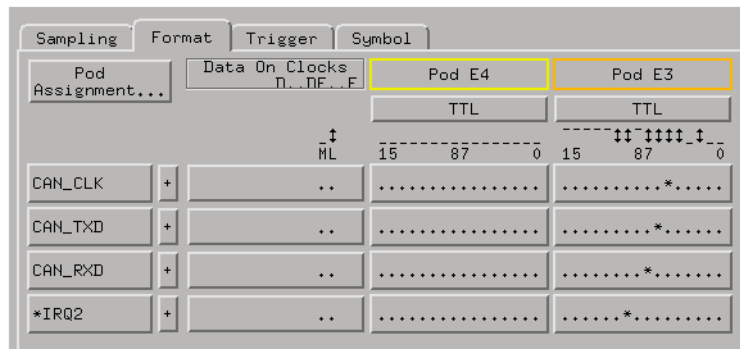 Sampling Format Trigger Symbol
Pod Assignment... Data On Clocks Pod E4 Pod E3
D..DE..F
TTL TTL
ML 15 87 0 15 87 0
CAN_CLK + .. ................ ..........*.....
CAN_TXD + .. ................ .........*......
CAN_RXD + .. ................ ........*.......
*IRQ2 + .. ................ ......*.........